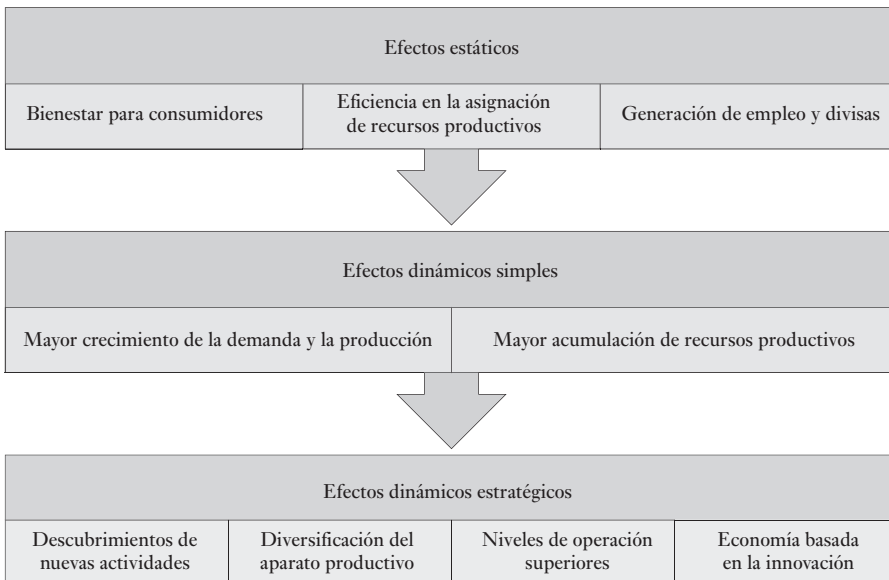 Efectos estáticos
Bienestar para consumidores
Eficiencia en la asignación
de recursos productivos
Generación de empleo y divisas
Efectos dinámicos simples
Mayor crecimiento de la demanda y la producción
Mayor acumulación de recursos productivos
Efectos dinámicos estratégicos
Descubrimientos de
nuevas actividades
Diversificación del
aparato productivo
Niveles de operación
superiores
Economía basada
en la innovación